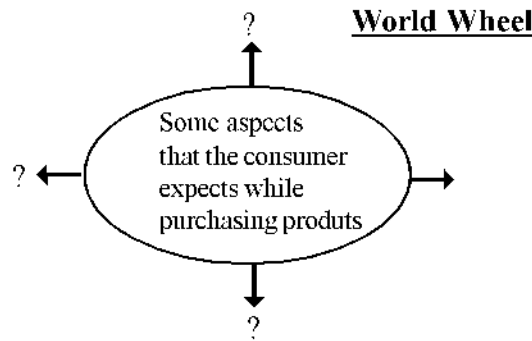 ?
World Wheel
Some aspects
that the consumer
?
expects while
purchasing produts
?